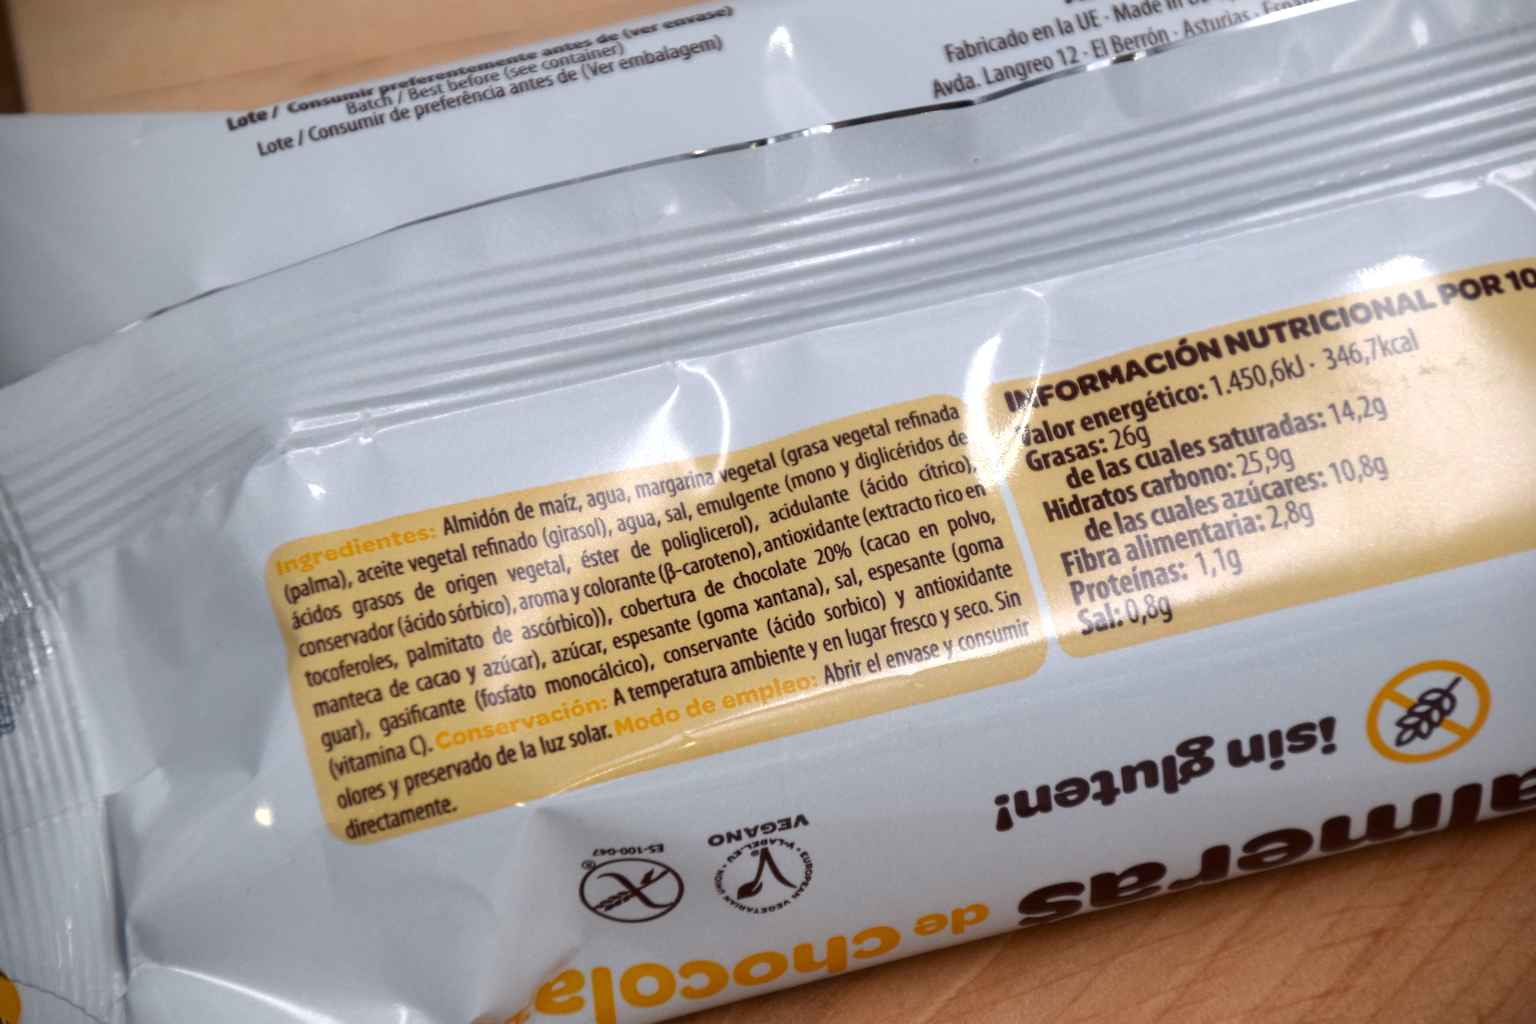 Lote / Consumir preferentemente antes de (ver envase)
Batch / Best before (see container)
Lote / Consumir de preferência antes de (Ver embalagem)
Fabricado en la UE · Made in
Avda. Langreo 12 · El Berrón · Asturias ·
Ingredientes: Almidón de maíz, agua, margarina vegetal (grasa vegetal refinada
(palma), aceite vegetal refinado (girasol), agua, sal, emulgente (mono y diglicéridos de
ácidos grasos de origen vegetal, éster de poliglicerol), acidulante (ácido cítrico),
conservador (ácido sórbico), aroma y colorante (β-caroteno), antioxidante (extracto rico en
tocoferoles, palmitato de ascórbico)), cobertura de chocolate 20% (cacao en polvo,
manteca de cacao y azúcar), azúcar, espesante (goma xantana), sal, espesante (goma
guar), gasificante (fosfato monocálcico), conservante (ácido sorbico) y antioxidante
(vitamina C). Conservación: A temperatura ambiente y en lugar fresco y seco. Sin
olores y preservado de la luz solar. Modo de empleo: Abrir el envase y consumir
directamente.
INFORMACIÓN NUTRICIONAL POR 10
Valor energético: 1.450,6kJ · 346,7kcal
Grasas: 26g
de las cuales saturadas: 14,2g
Hidratos carbono: 25,9g
de las cuales azúcares: 10,8g
Fibra alimentaria: 2,8g
Proteínas: 1,1g
Sal: 0,8g
¡sin gluten!
almeras
de chocola
VEGANO
EUROPEAN VEGETARIAN UNION · V-LABEL.EU
ES-100-047